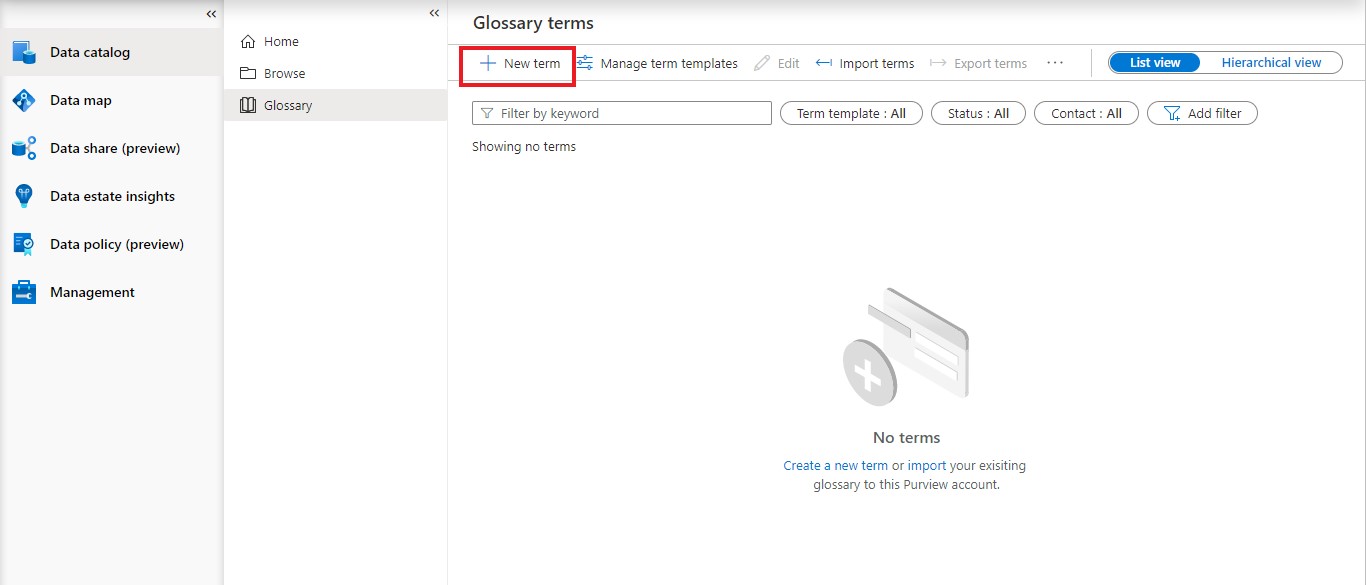 Data catalog
Data map
Data share (preview)
Data estate insights
Data policy (preview)
Management
Home
Browse
Glossary
Glossary terms
New term Manage term templates Edit Import terms Export terms ··· List view Hierarchical view
Filter by keyword Term template : All Status : All Contact : All Add filter
Showing no terms
No terms
Create a new term or import your exisiting
glossary to this Purview account.